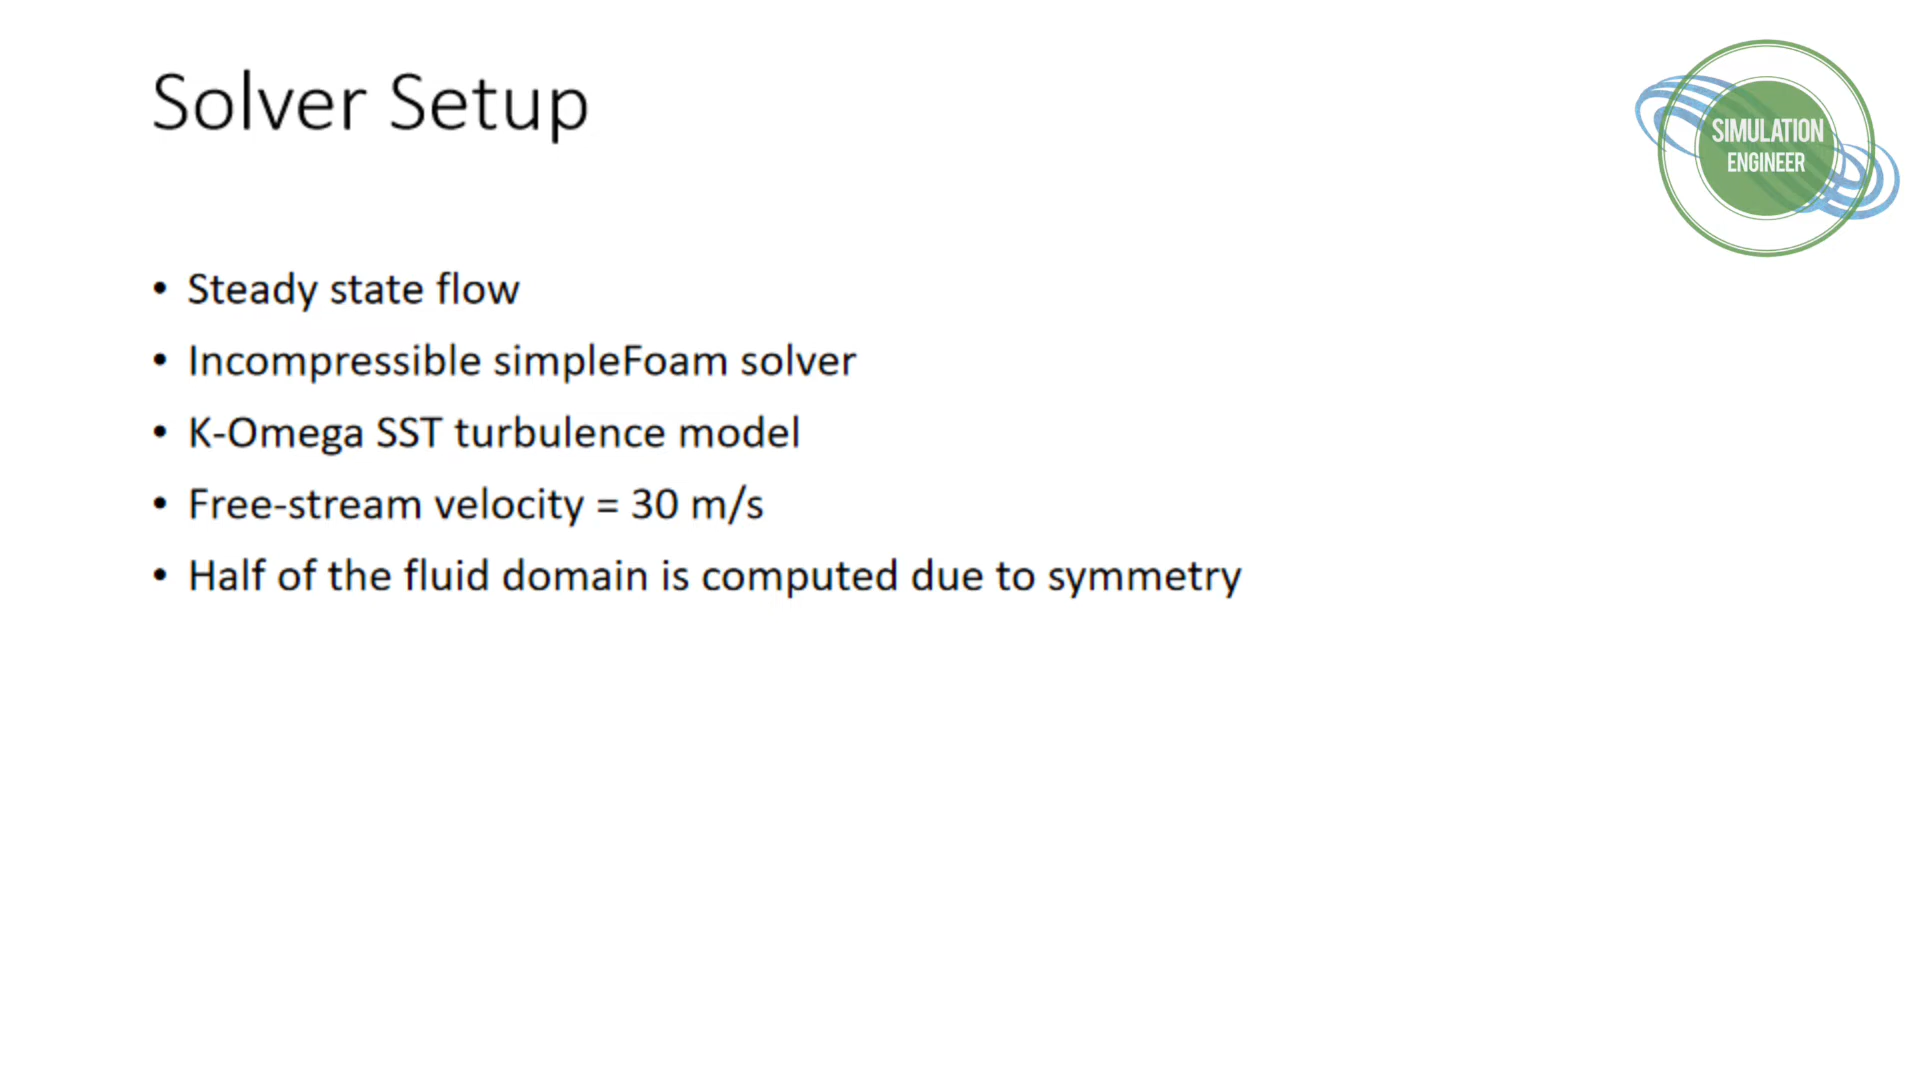 Solver Setup
SIMULATION
ENGINEER
• Steady state flow
• Incompressible simpleFoam solver
• K-Omega SST turbulence model
• Free-stream velocity = 30 m/s
• Half of the fluid domain is computed due to symmetry